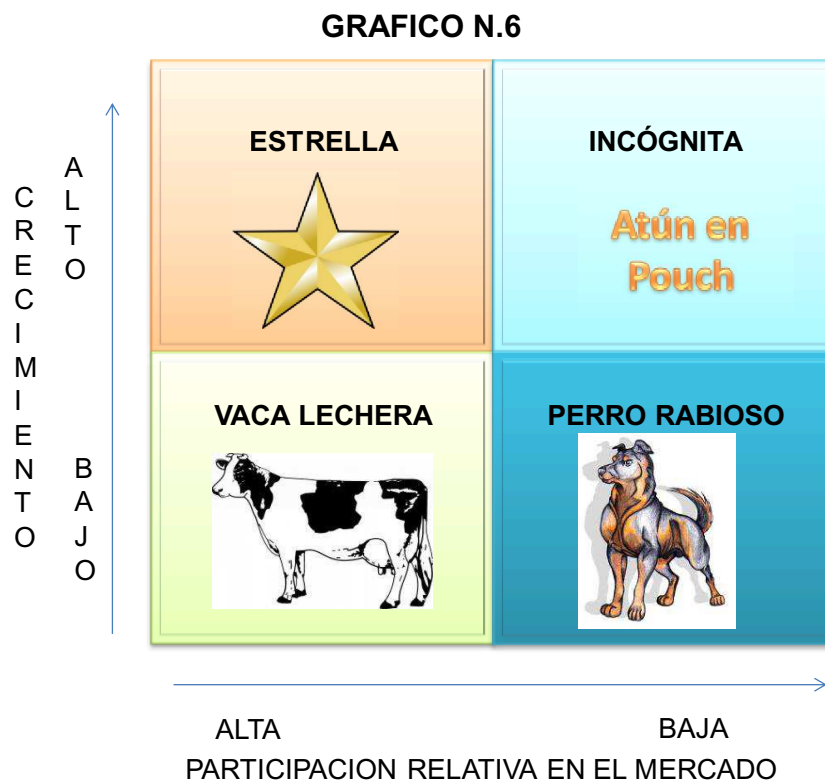 GRAFICO N.6
ESTRELLA
INCÓGNITA
Atún en
Pouch
VACA LECHERA
PERRO RABIOSO
CRECIMIENTO
ALTO
BAJO
ALTA
BAJA
PARTICIPACION RELATIVA EN EL MERCADO